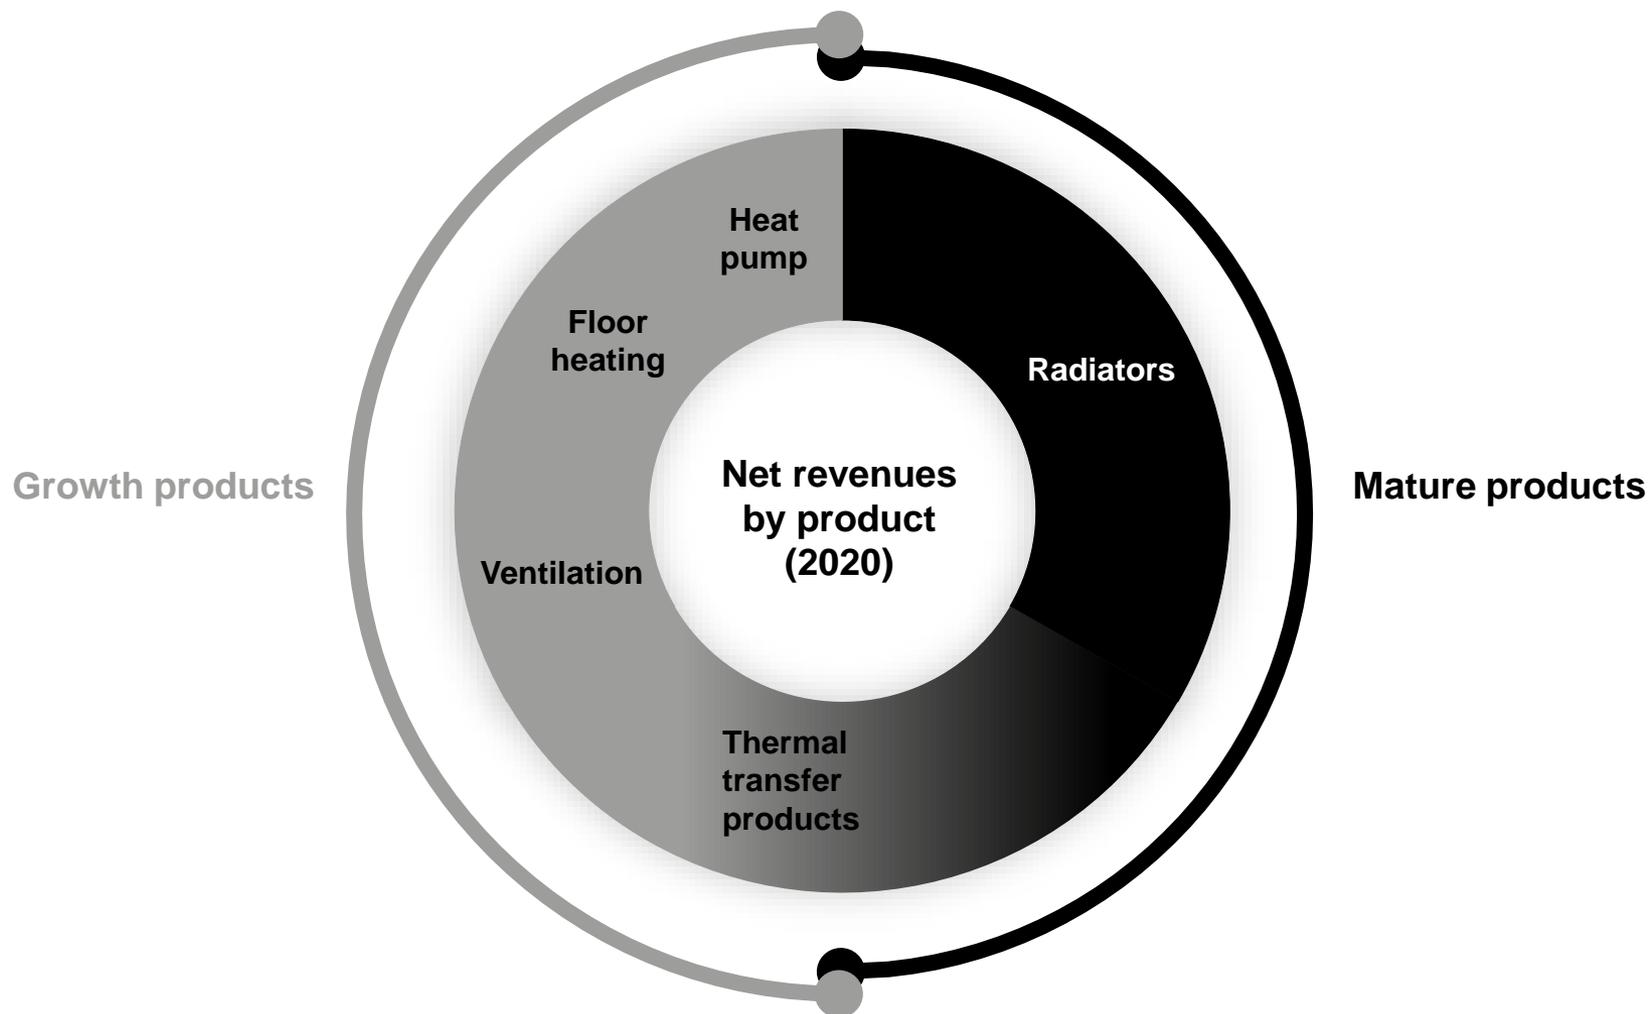 Heat
pump
Floor
heating
Radiators
Growth products
Net revenues
by product
(2020)
Mature products
Ventilation
Thermal
transfer
products